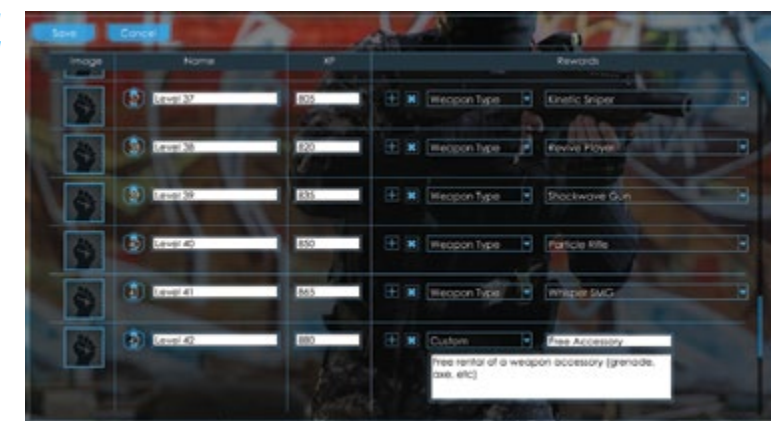 Save Cancel
Image Name XP Rewards
Level 37 805 Weapon Type Kinetic Sniper
Level 38 820 Weapon Type Revive Player
Level 39 835 Weapon Type Shockwave Gun
Level 40 850 Weapon Type Particle Rifle
Level 41 865 Weapon Type Whisper SMG
Level 42 880 Custom Free Accessory
Free rental of a weapon accessory (grenade,
axe, etc)